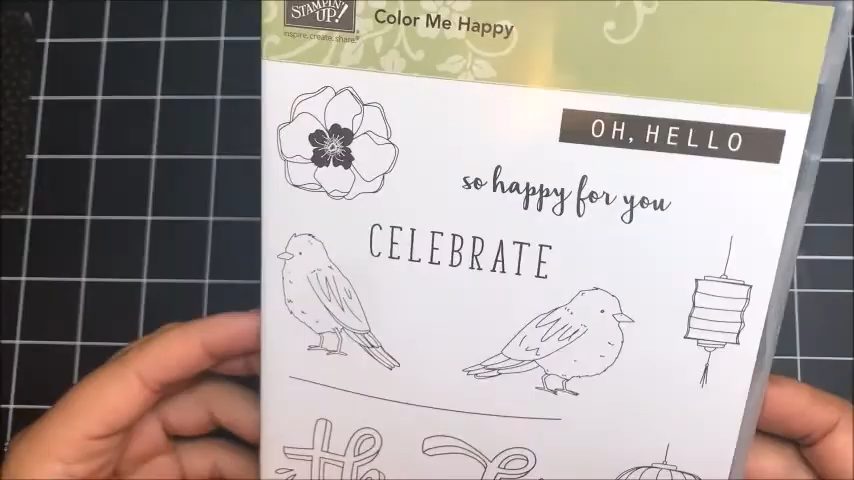 STAMPIN' UP!
inspire. create. share.
Color Me Happy
OH, HELLO
so happy for you
CELEBRATE